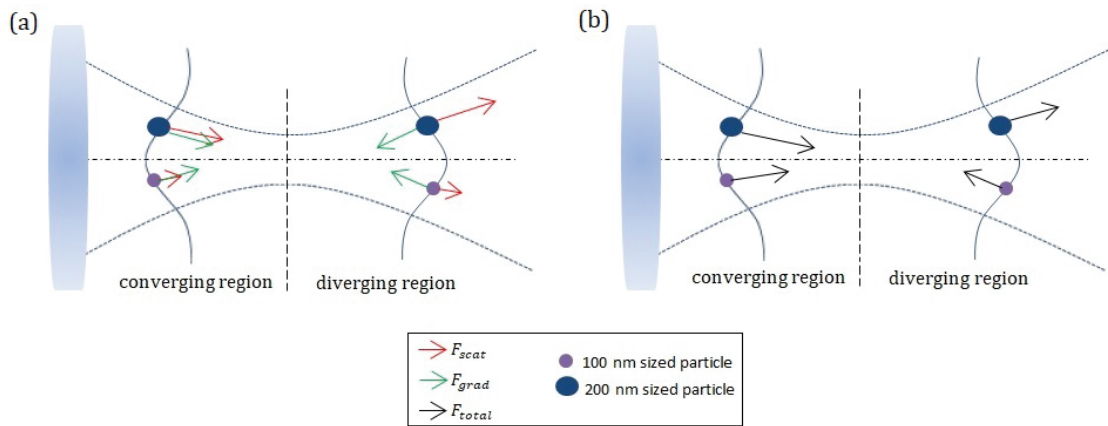 (a)
(b)
converging region
diverging region
converging region
diverging region
F_scat
F_grad
F_total
100 nm sized particle
200 nm sized particle